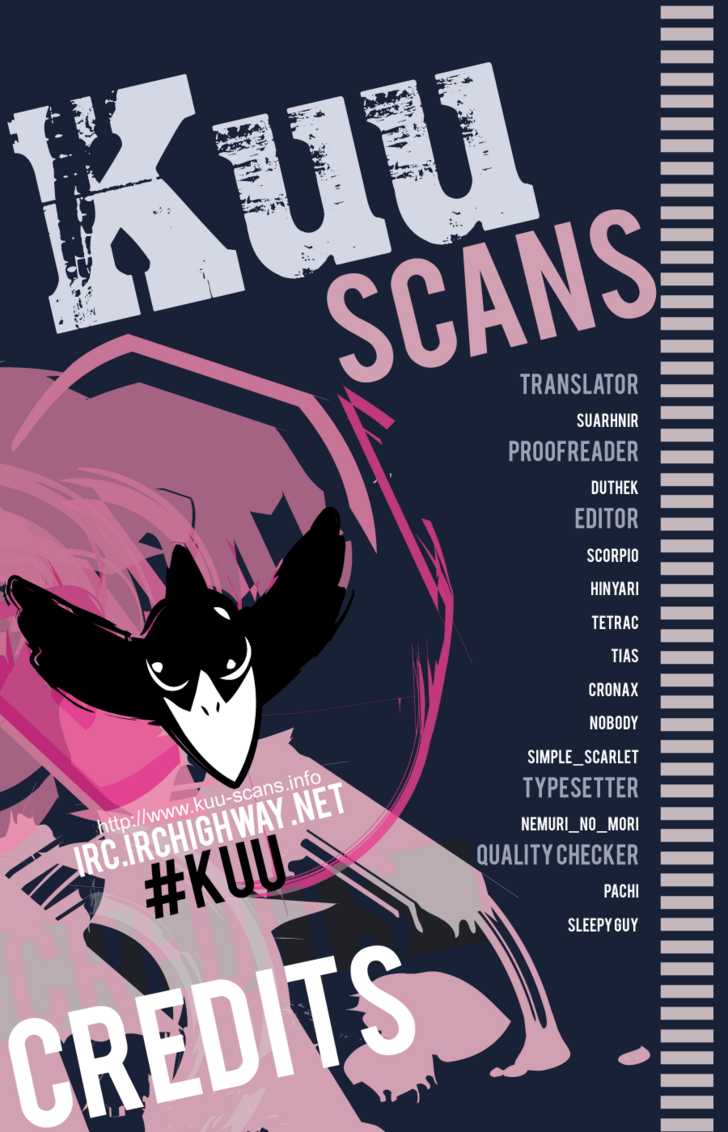 Kuu
SCANS
TRANSLATOR
SUARHNIR
PROOFREADER
DUTHEK
EDITOR
SCORPIO
HINYARI
TETRAC
TIAS
CRONAX
NOBODY
SIMPLE_SCARLET
TYPESETTER
NEMURI_NO_MORI
QUALITY CHECKER
PACHI
SLEEPY GUY
http://www.kuu-scans.info
IRC.IRCHIGHWAY.NET
#KUU
CREDITS
CREDITS